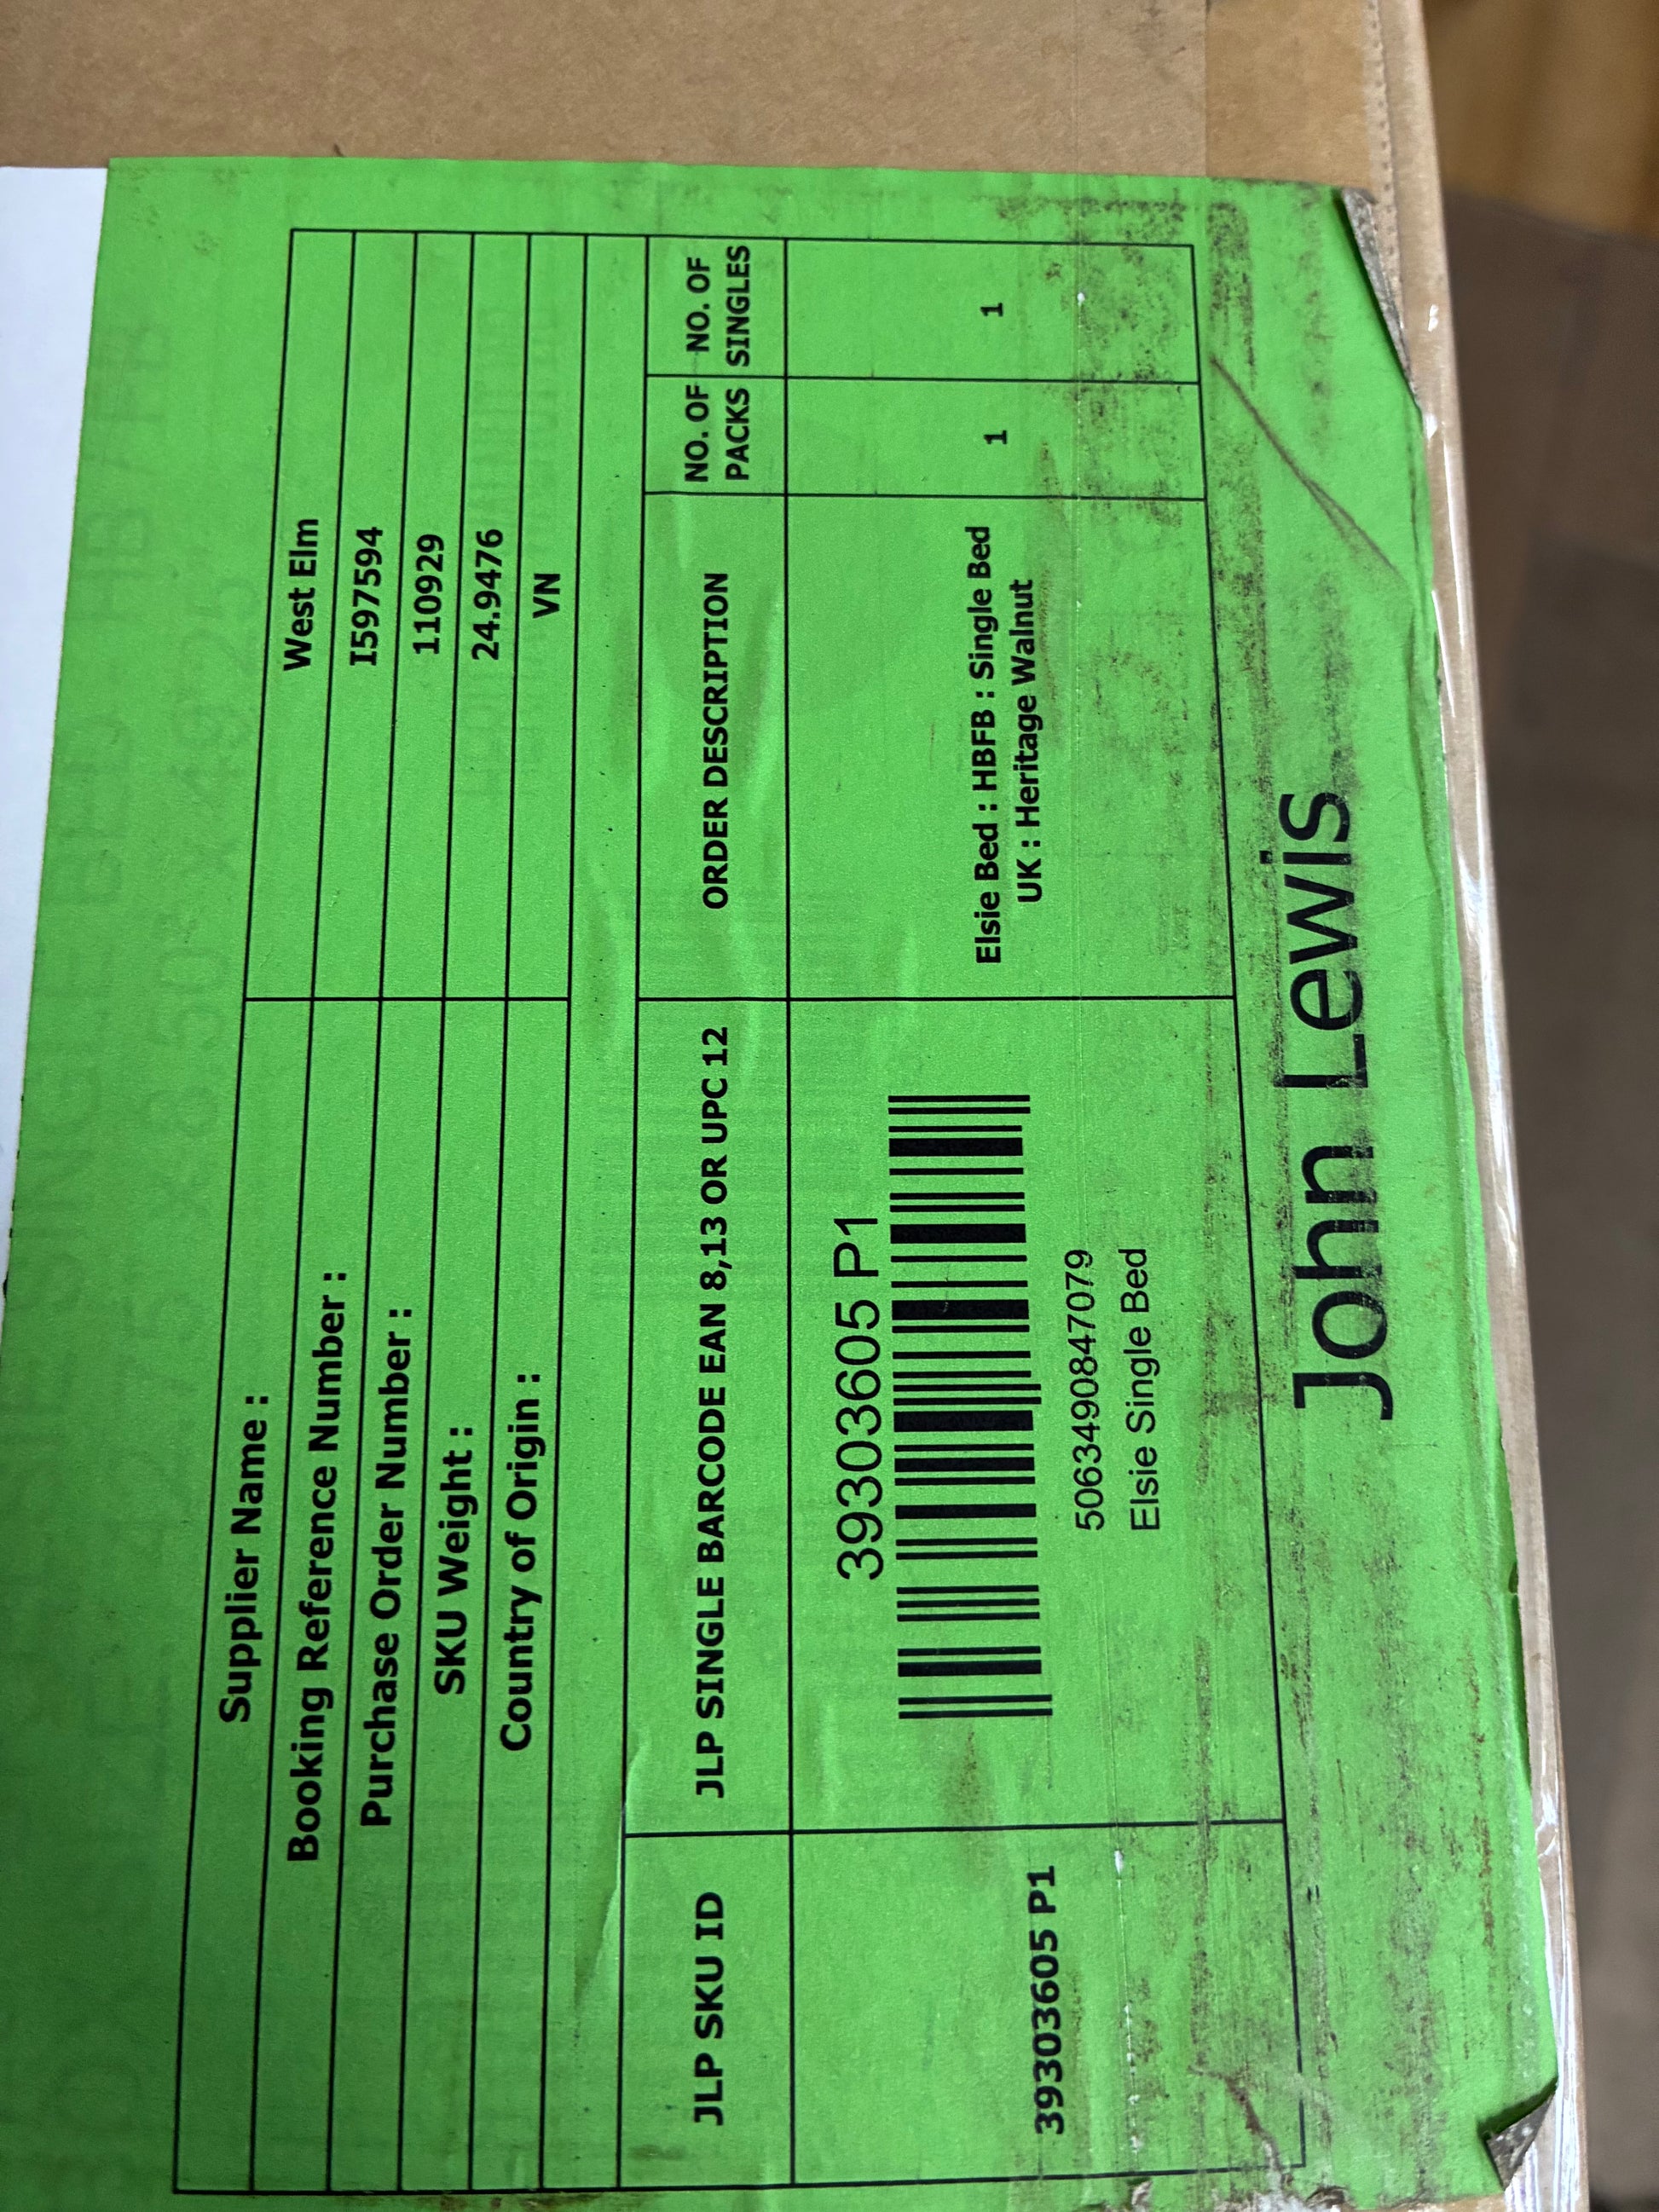 Supplier Name : West Elm
Booking Reference Number : I597594
Purchase Order Number : 110929
SKU Weight : 24.9476
Country of Origin : VN
JLP SKU ID
JLP SINGLE BARCODE EAN 8,13 OR UPC 12
ORDER DESCRIPTION
NO. OF
PACKS
NO. OF
SINGLES
39303605 P1
39303605 P1
5063490847079
Elsie Single Bed
Elsie Bed : HBFB : Single Bed
UK : Heritage Walnut
1
1
John Lewis